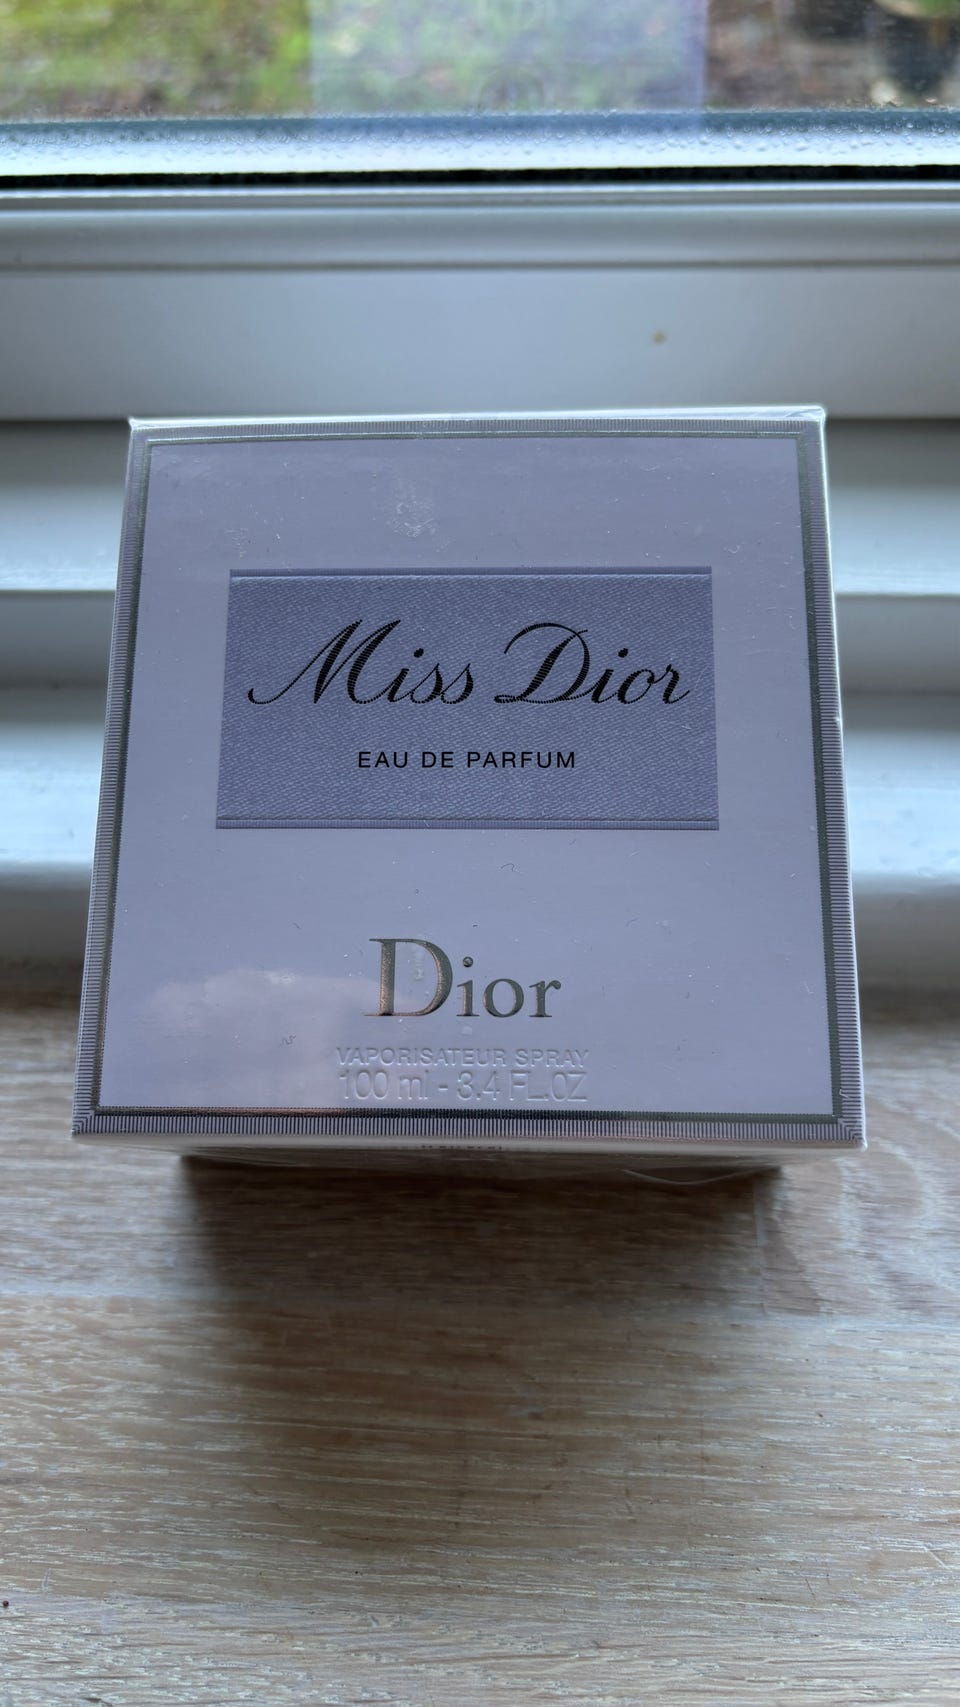 Miss Dior
EAU DE PARFUM
Dior
VAPORISATEUR SPRAY
100 ml - 3.4 FL.OZ